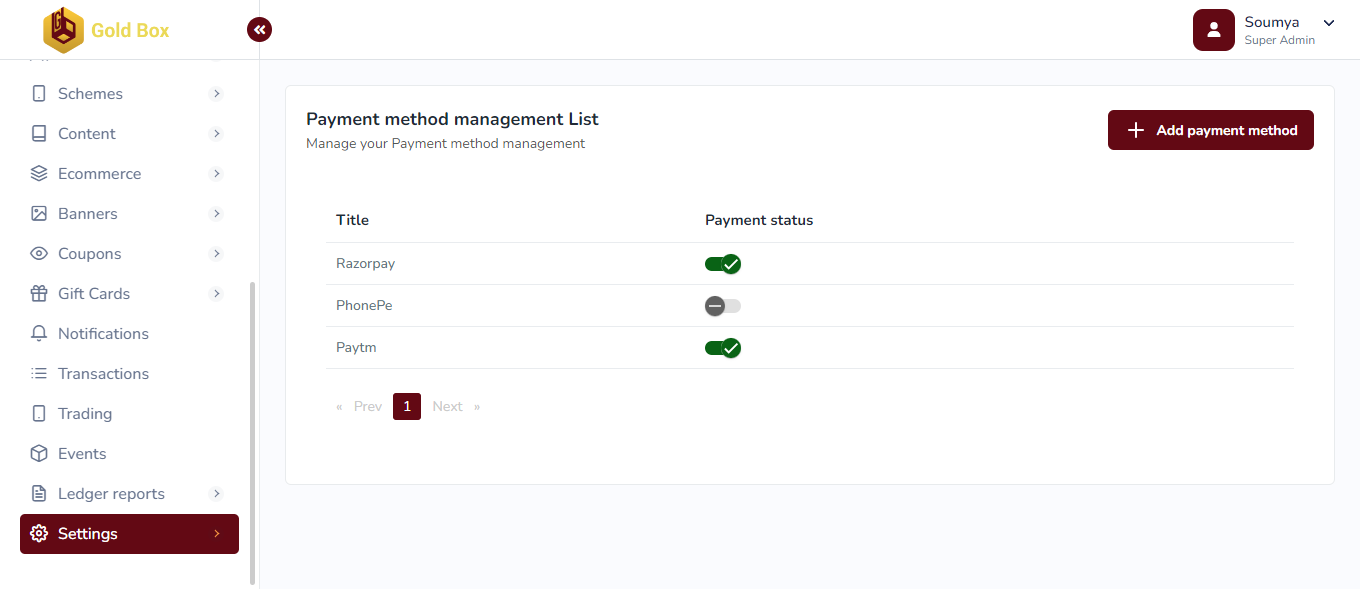 Gold Box
Soumya
Super Admin
Schemes
Content
Ecommerce
Banners
Coupons
Gift Cards
Notifications
Transactions
Trading
Events
Ledger reports
Settings
Payment method management List
Manage your Payment method management
Add payment method
Title Payment status
Razorpay
PhonePe
Paytm
« Prev 1 Next »